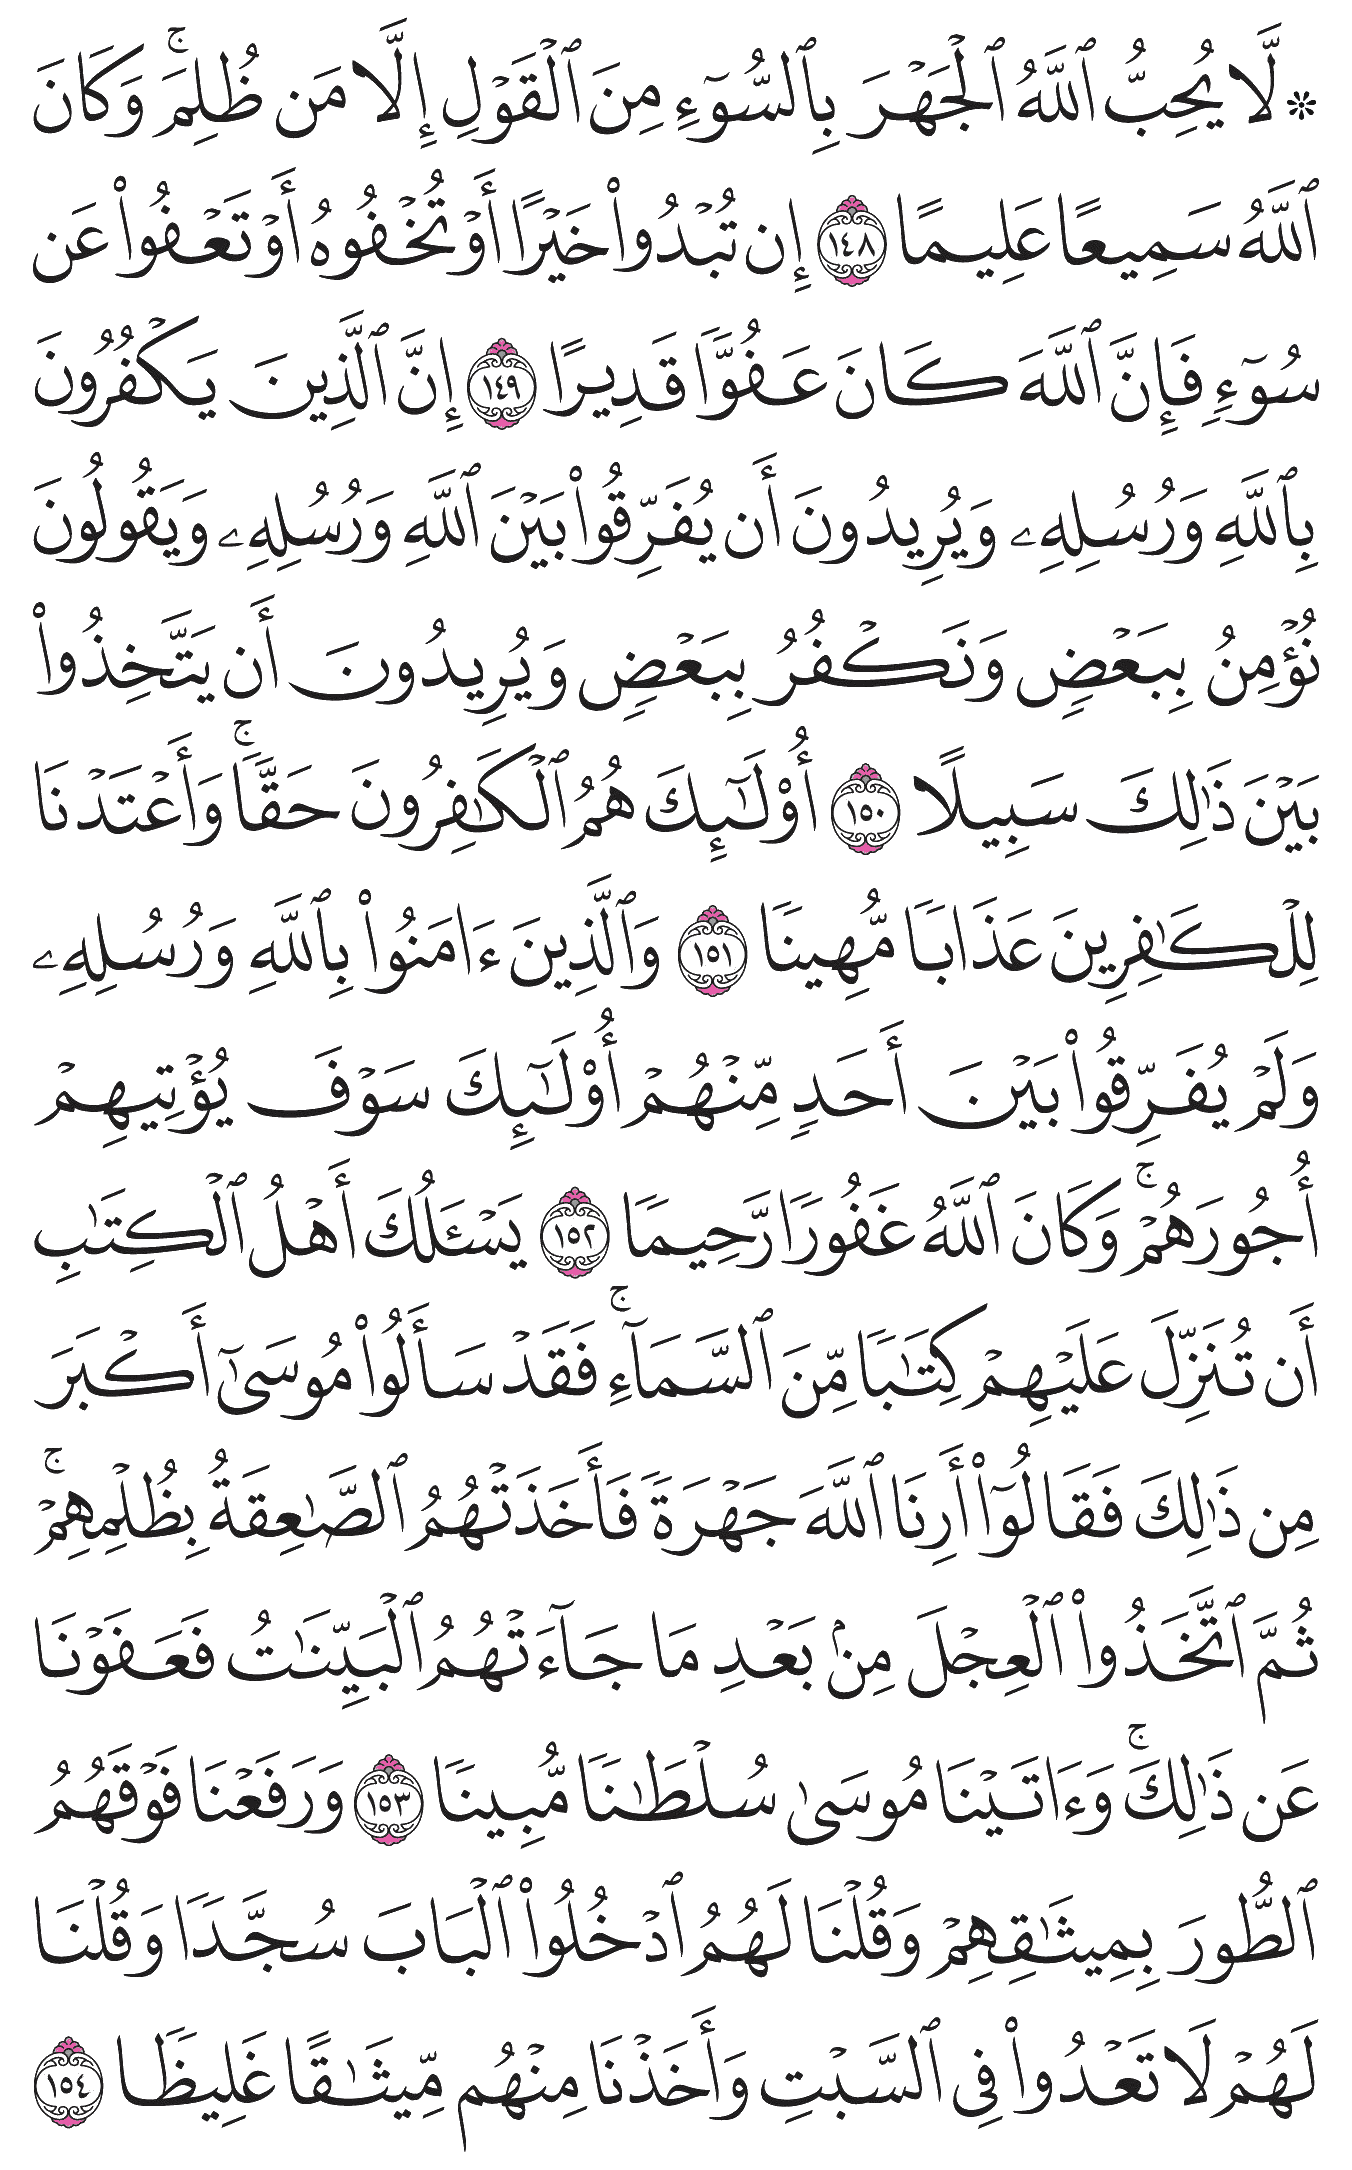 ۞ لَّا يُحِبُّ ٱللَّهُ ٱلۡجَهۡرَ بِٱلسُّوٓءِ مِنَ ٱلۡقَوۡلِ إِلَّا مَن ظُلِمَۚ وَكَانَ
ٱللَّهُ سَمِيعًا عَلِيمًا ١٤٨ إِن تُبۡدُواْ خَيۡرًا أَوۡ تُخۡفُوهُ أَوۡ تَعۡفُواْ عَن
سُوٓءٖ فَإِنَّ ٱللَّهَ كَانَ عَفُوّٗا قَدِيرًا ١٤٩ إِنَّ ٱلَّذِينَ يَكۡفُرُونَ
بِٱللَّهِ وَرُسُلِهِۦ وَيُرِيدُونَ أَن يُفَرِّقُواْ بَيۡنَ ٱللَّهِ وَرُسُلِهِۦ وَيَقُولُونَ
نُؤۡمِنُ بِبَعۡضٖ وَنَكۡفُرُ بِبَعۡضٖ وَيُرِيدُونَ أَن يَتَّخِذُواْ
بَيۡنَ ذَٰلِكَ سَبِيلًا ١٥٠ أُوْلَٰٓئِكَ هُمُ ٱلۡكَٰفِرُونَ حَقّٗاۚ وَأَعۡتَدۡنَا
لِلۡكَٰفِرِينَ عَذَابٗا مُّهِينٗا ١٥١ وَٱلَّذِينَ ءَامَنُواْ بِٱللَّهِ وَرُسُلِهِۦ
وَلَمۡ يُفَرِّقُواْ بَيۡنَ أَحَدٖ مِّنۡهُمۡ أُوْلَٰٓئِكَ سَوۡفَ يُؤۡتِيهِمۡ
أُجُورَهُمۡۚ وَكَانَ ٱللَّهُ غَفُورٗا رَّحِيمٗا ١٥٢ يَسۡـَٔلُكَ أَهۡلُ ٱلۡكِتَٰبِ
أَن تُنَزِّلَ عَلَيۡهِمۡ كِتَٰبٗا مِّنَ ٱلسَّمَآءِۚ فَقَدۡ سَأَلُواْ مُوسَىٰٓ أَكۡبَرَ
مِن ذَٰلِكَ فَقَالُوٓاْ أَرِنَا ٱللَّهَ جَهۡرَةٗ فَأَخَذَتۡهُمُ ٱلصَّٰعِقَةُ بِظُلۡمِهِمۡۚ
ثُمَّ ٱتَّخَذُواْ ٱلۡعِجۡلَ مِنۢ بَعۡدِ مَا جَآءَتۡهُمُ ٱلۡبَيِّنَٰتُ فَعَفَوۡنَا
عَن ذَٰلِكَۚ وَءَاتَيۡنَا مُوسَىٰ سُلۡطَٰنٗا مُّبِينٗا ١٥٣ وَرَفَعۡنَا فَوۡقَهُمُ
ٱلطُّورَ بِمِيثَٰقِهِمۡ وَقُلۡنَا لَهُمُ ٱدۡخُلُواْ ٱلۡبَابَ سُجَّدٗا وَقُلۡنَا
لَهُمۡ لَا تَعۡدُواْ فِي ٱلسَّبۡتِ وَأَخَذۡنَا مِنۡهُم مِّيثَٰقًا غَلِيظٗا ١٥٤